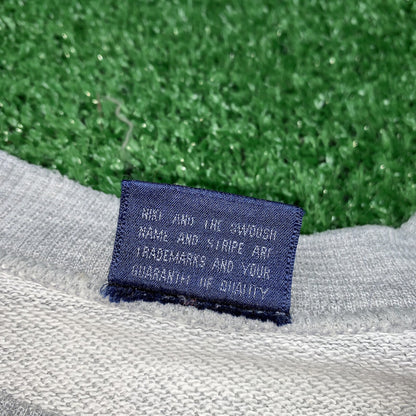 NIKE AND THE SWOOSH
NAME AND STRIPE ARE
TRADEMARKS AND YOUR
GUARANTEE OF QUALITY